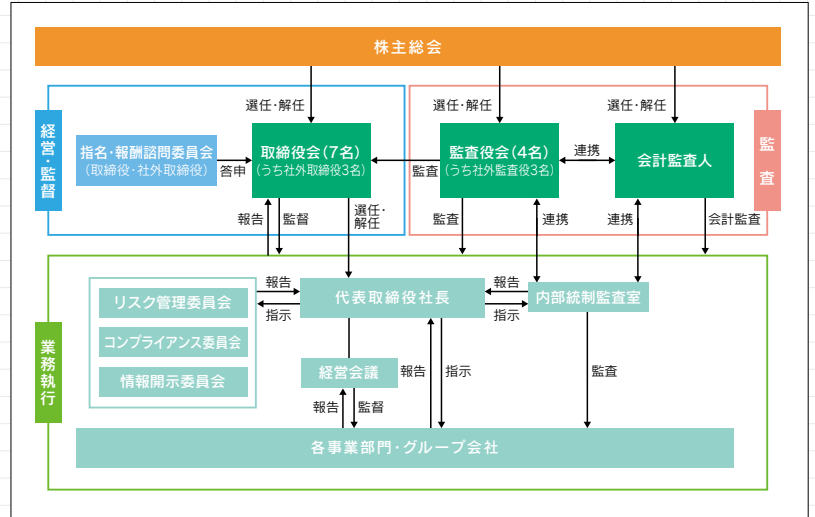 株主総会
選任・解任
選任・解任
選任・解任
経営・監督
指名・報酬諮問委員会
(取締役・社外取締役)
答申
取締役会(7名)
(うち社外取締役3名)
監査
監査役会(4名)
(うち社外監査役3名)
連携
会計監査人
監査
報告
監督
選任・
解任
監査
連携
連携
会計監査
業務執行
リスク管理委員会
コンプライアンス委員会
情報開示委員会
報告
指示
代表取締役社長
報告
指示
内部統制監査室
経営会議
報告
指示
監査
報告
監督
各事業部門・グループ会社